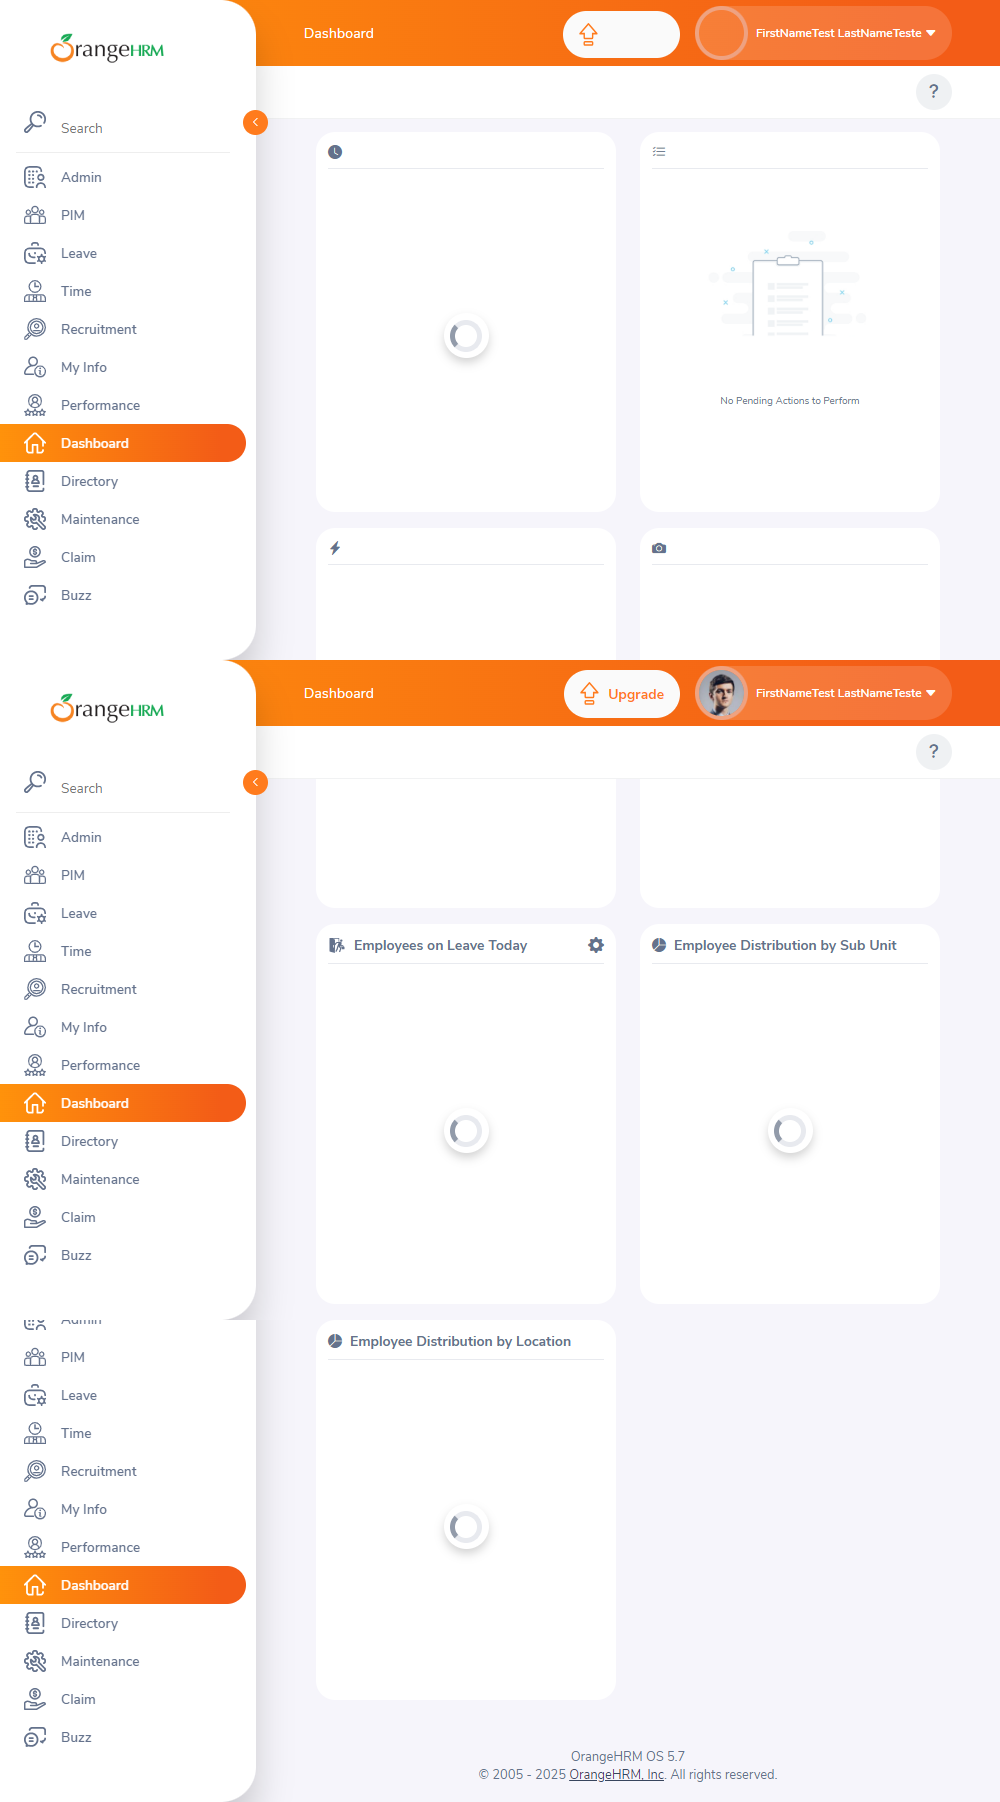 OrangeHRM
Dashboard
FirstNameTest LastNameTeste
?
Search
Admin
PIM
Leave
Time
Recruitment
My Info
Performance
Dashboard
Directory
Maintenance
Claim
Buzz
No Pending Actions to Perform
OrangeHRM
Dashboard
Upgrade
FirstNameTest LastNameTeste
?
Search
Admin
PIM
Leave
Time
Recruitment
My Info
Performance
Dashboard
Directory
Maintenance
Claim
Buzz
Employees on Leave Today
Employee Distribution by Sub Unit
Admin
PIM
Leave
Time
Recruitment
My Info
Performance
Dashboard
Directory
Maintenance
Claim
Buzz
Employee Distribution by Location
OrangeHRM OS 5.7
© 2005 - 2025 OrangeHRM, Inc. All rights reserved.